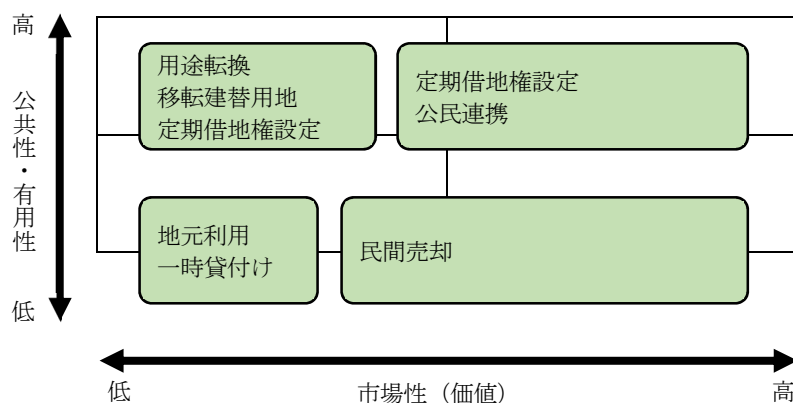 高
公共性・有用性
低
用途転換
移転建替用地
定期借地権設定
定期借地権設定
公民連携
地元利用
一時貸付け
民間売却
低
市場性（価値）
高